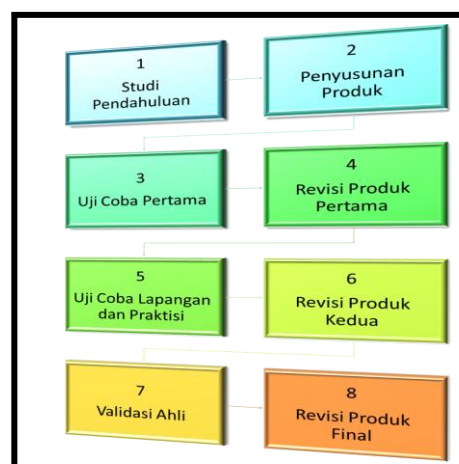 1
Studi
Pendahuluan
2
Penyusunan
Produk
3
Uji Coba Pertama
4
Revisi Produk
Pertama
5
Uji Coba Lapangan
dan Praktisi
6
Revisi Produk
Kedua
7
Validasi Ahli
8
Revisi Produk
Final